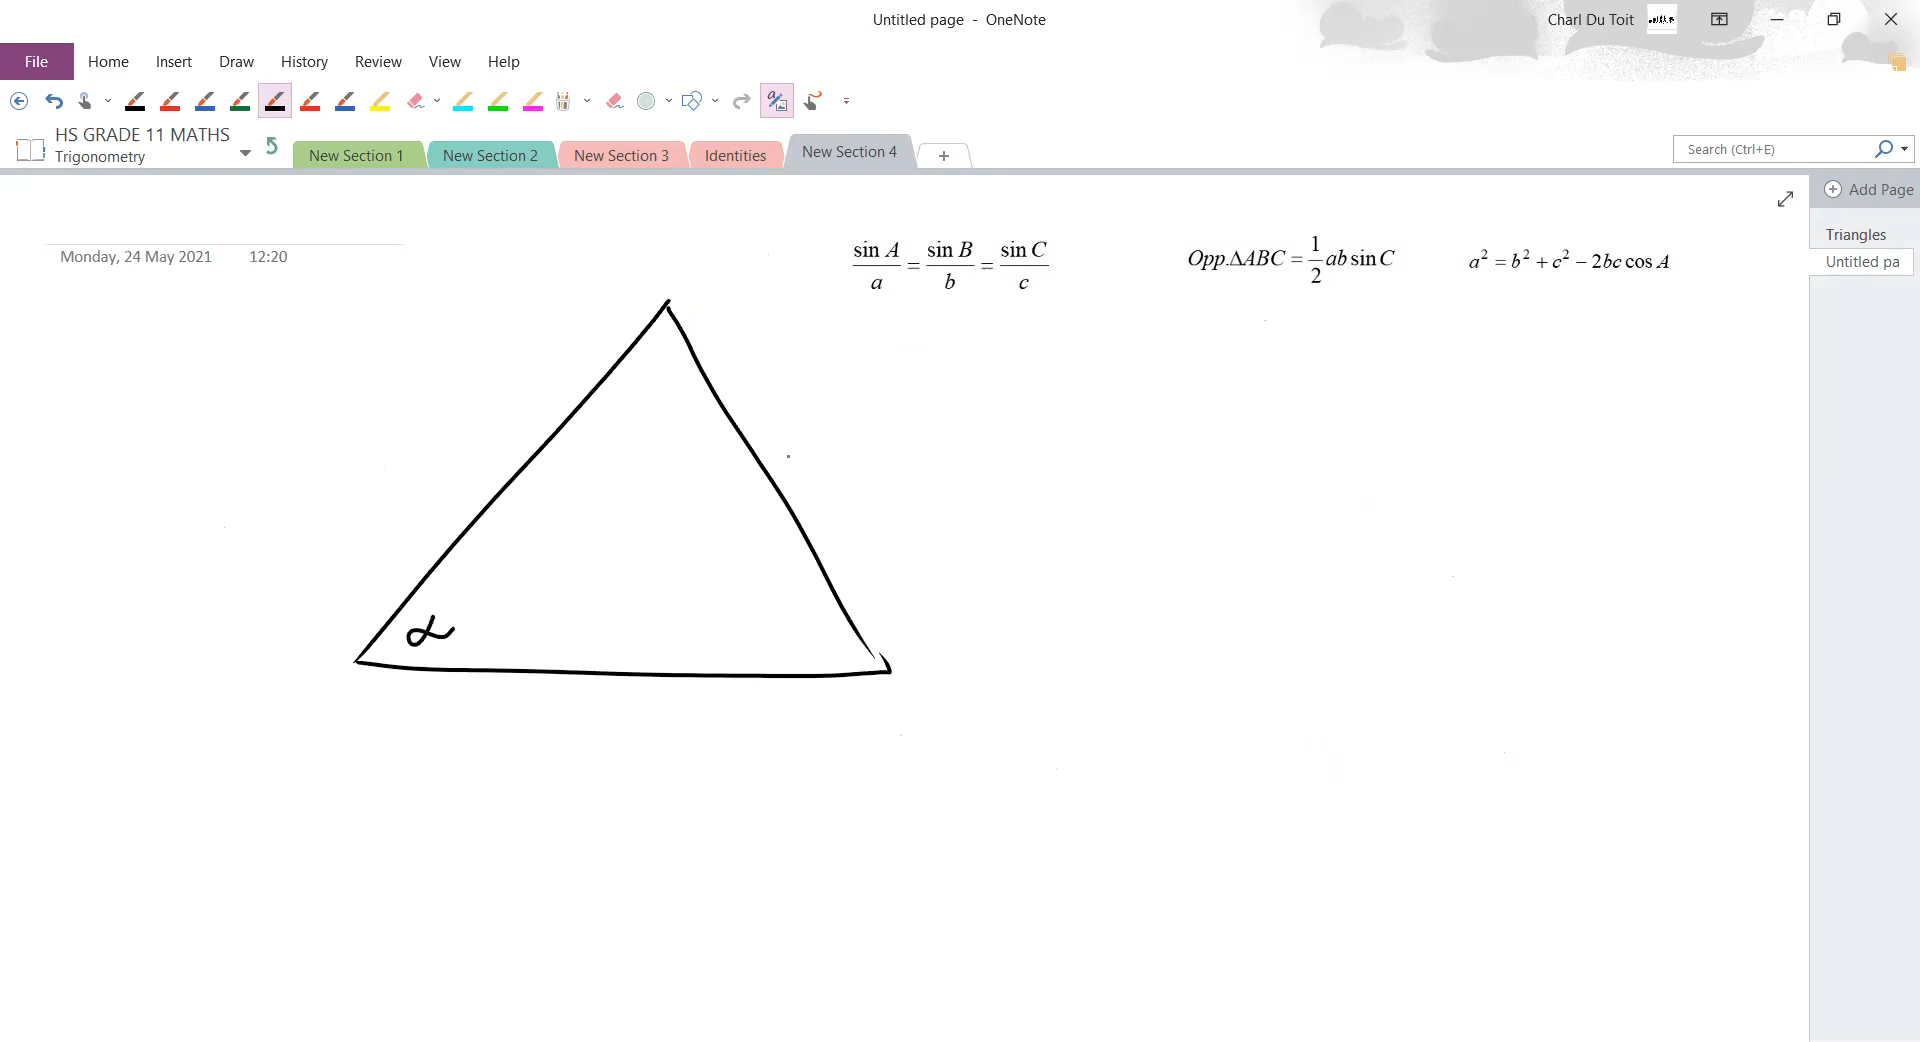 Untitled page - OneNote
Charl Du Toit
File Home Insert Draw History Review View Help
HS GRADE 11 MATHS
Trigonometry
New Section 1 New Section 2 New Section 3 Identities New Section 4 +
Search (Ctrl+E)
Add Page
Triangles
Untitled pa
Monday, 24 May 2021 12:20
sin A / a = sin B / b = sin C / c
Opp.ΔABC = 1/2 ab sin C
a² = b² + c² − 2bc cos A
α